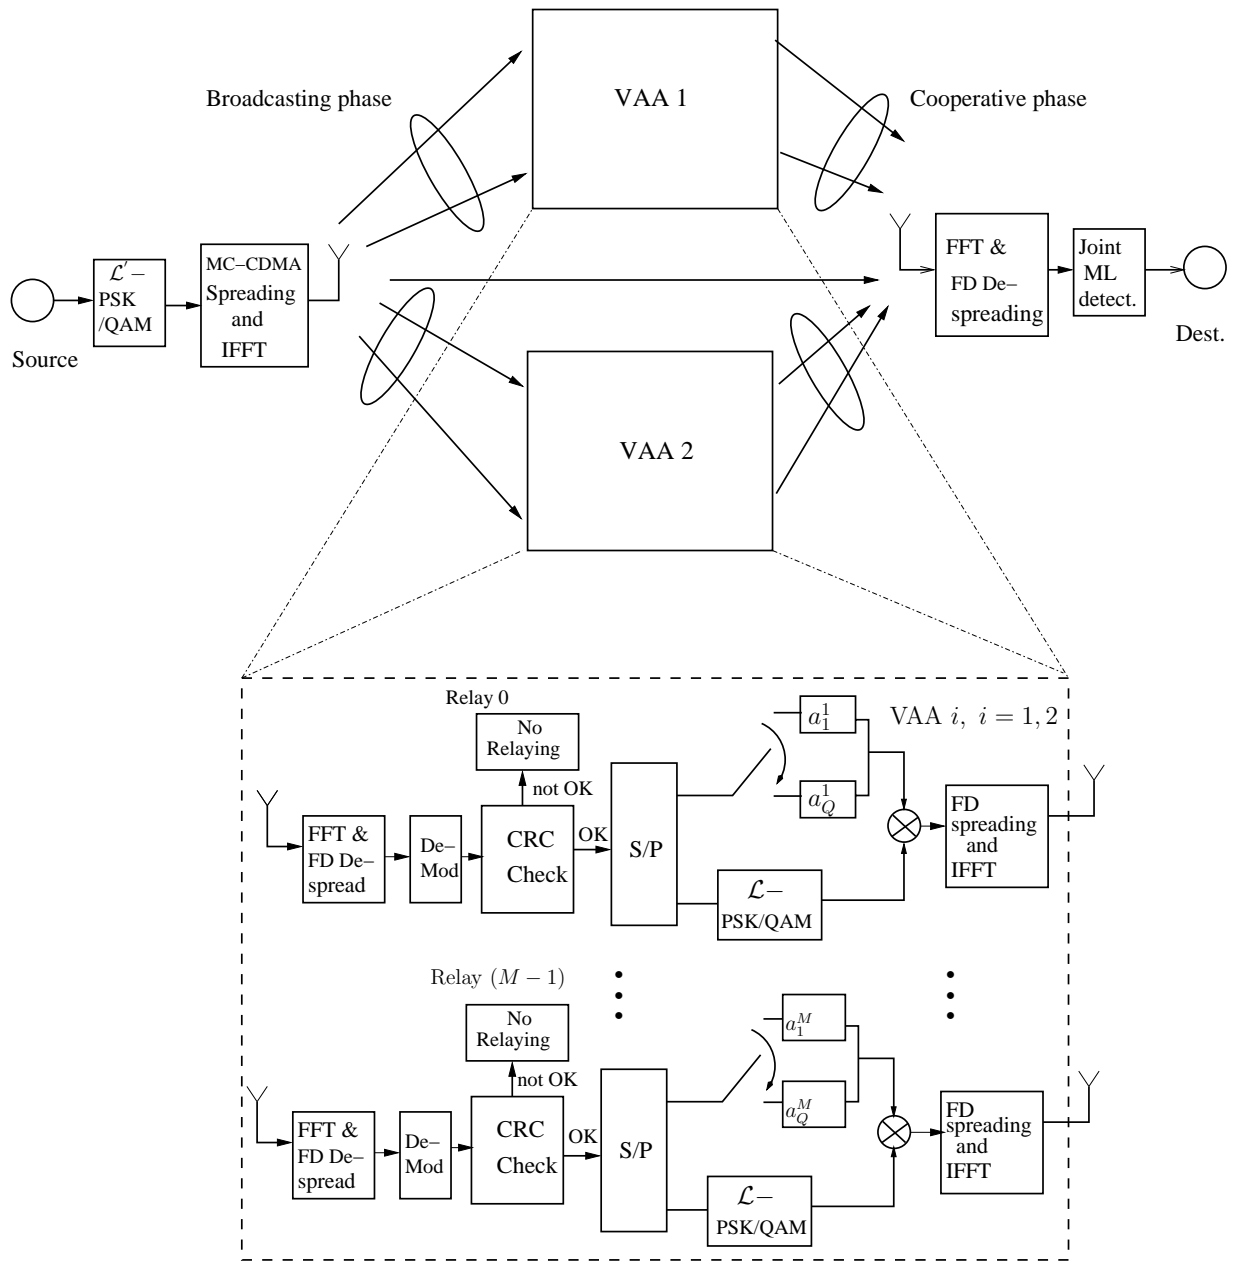 VAA 1
Broadcasting phase
Cooperative phase
Source
ℒ′–
PSK
/QAM
MC–CDMA
Spreading
and
IFFT
FFT &
FD De–
spreading
Joint
ML
detect.
Dest.
VAA 2
VAA i, i = 1, 2
Relay 0
No
Relaying
not OK
FFT &
FD De–
spread
De–
Mod
CRC
Check
OK
S/P
a_1^1
a_Q^1
ℒ–
PSK/QAM
FD
spreading
and
IFFT
Relay (M − 1)
No
Relaying
not OK
FFT &
FD De–
spread
De–
Mod
CRC
Check
OK
S/P
a_1^M
a_Q^M
ℒ–
PSK/QAM
FD
spreading
and
IFFT